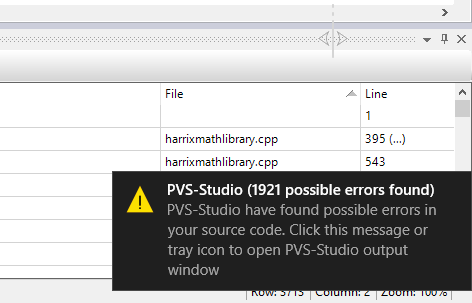 File Line
1
harrixmathlibrary.cpp 395 (...)
harrixmathlibrary.cpp 543
PVS-Studio (1921 possible errors found)
PVS-Studio have found possible errors in
your source code. Click this message or
tray icon to open PVS-Studio output
window
Row: 3/13 Column: 2 Zoom: 100%